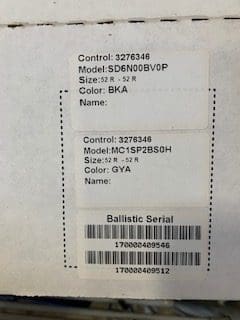 Control: 3276346
Model:SD6N00BV0P
Size:52 R - 52 R
Color: BKA
Name:
Control: 3276346
Model:MC1SP2BS0H
Size:52 R - 52 R
Color: GYA
Name:
Ballistic Serial
170000409546
170000409512